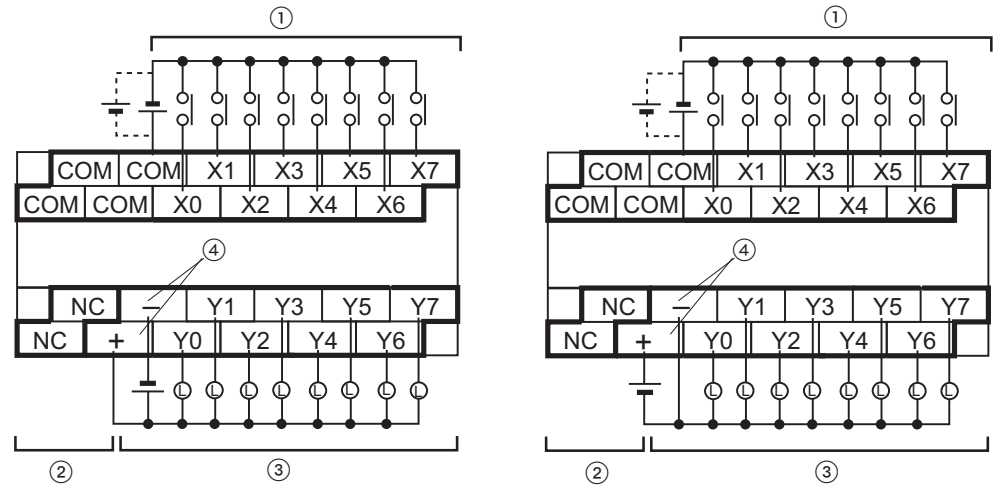 ① ①
COM COM X1 X3 X5 X7 COM COM X1 X3 X5 X7
COM COM X0 X2 X4 X6 COM COM X0 X2 X4 X6
④ ④
NC − Y1 Y3 Y5 Y7 NC − Y1 Y3 Y5 Y7
NC + Y0 Y2 Y4 Y6 NC + Y0 Y2 Y4 Y6
L L L L L L L L L L L L L L L L
② ③ ② ③